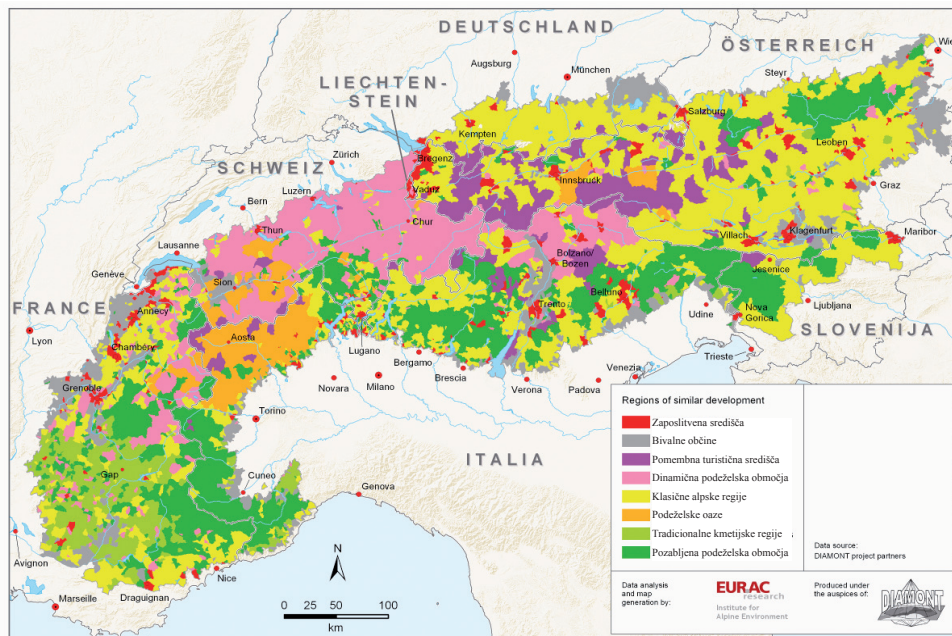 DEUTSCHLAND
ÖSTERREICH
Wie
Augsburg
München
Steyr
LIECHTEN-
STEIN
Kempten
Salzburg
Zürich
Bregenz
Leoben
SCHWEIZ
Innsbruck
Vaduz
Luzern
Bern
Chur
Graz
Thun
Villach
Klagenfurt
Maribor
Lausanne
Bolzano/
Bozen
Jesenice
Genève
Sion
Belluno
FRANCE
Annecy
Trento
Nova
Gorica
Ljubljana
Udine
SLOVENIJA
Lyon
Aosta
Chambéry
Lugano
Trieste
Bergamo
Brescia
Venezia
Grenoble
Novara
Milano
Verona
Padova
Torino
ITALIA
Gap
Cuneo
Genova
Avignon
Nice
Marseille
Draguignan
N
0 25 50 100
km
Regions of similar development
Zaposlitvena središča
Bivalne občine
Pomembna turistična središča
Dinamična podeželska območja
Klasične alpske regije
Podeželske oaze
Tradicionalne kmetijske regije
Pozabljena podeželska območja
Data source:
DIAMONT project partners
Data analysis
and map
generation by:
EURAC
research
Institute for
Alpine Environment
Produced under
the auspices of:
DIAMONT